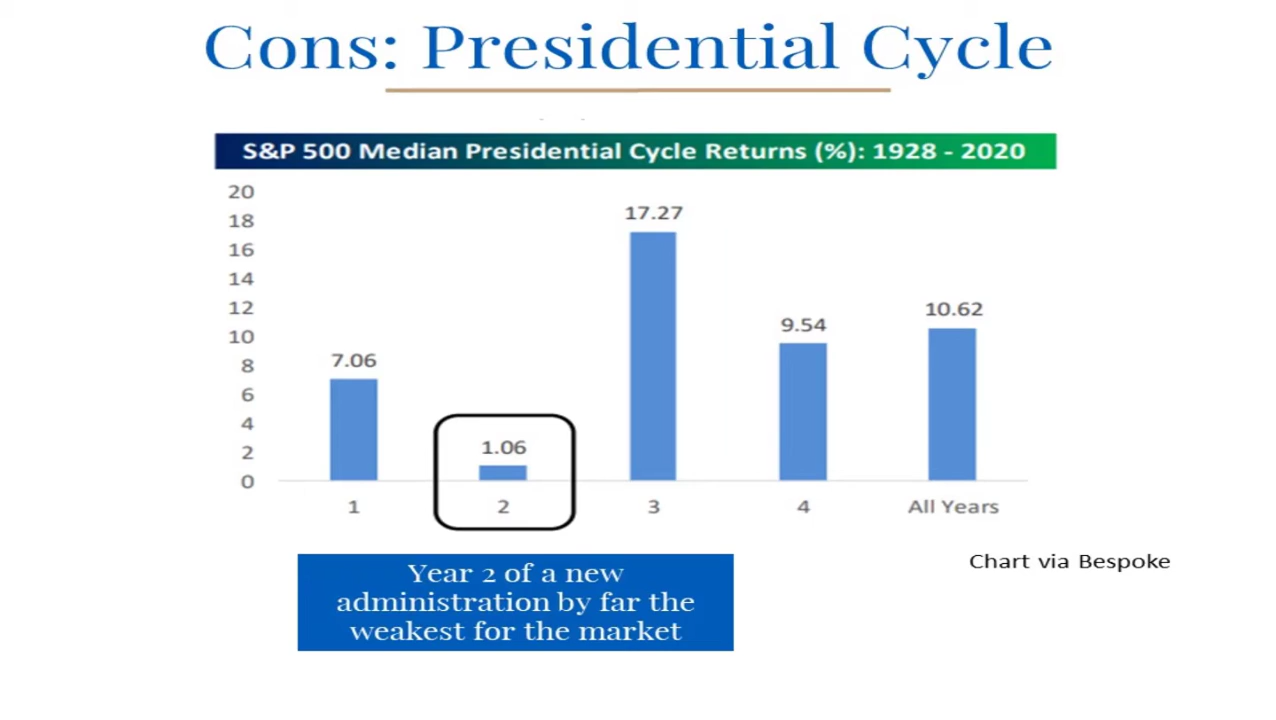 Cons: Presidential Cycle
S&P 500 Median Presidential Cycle Returns (%): 1928 - 2020
20
18
16
14
12
10
8
6
4
2
0
7.06
1.06
17.27
9.54
10.62
1
2
3
4
All Years
Chart via Bespoke
Year 2 of a new
administration by far the
weakest for the market